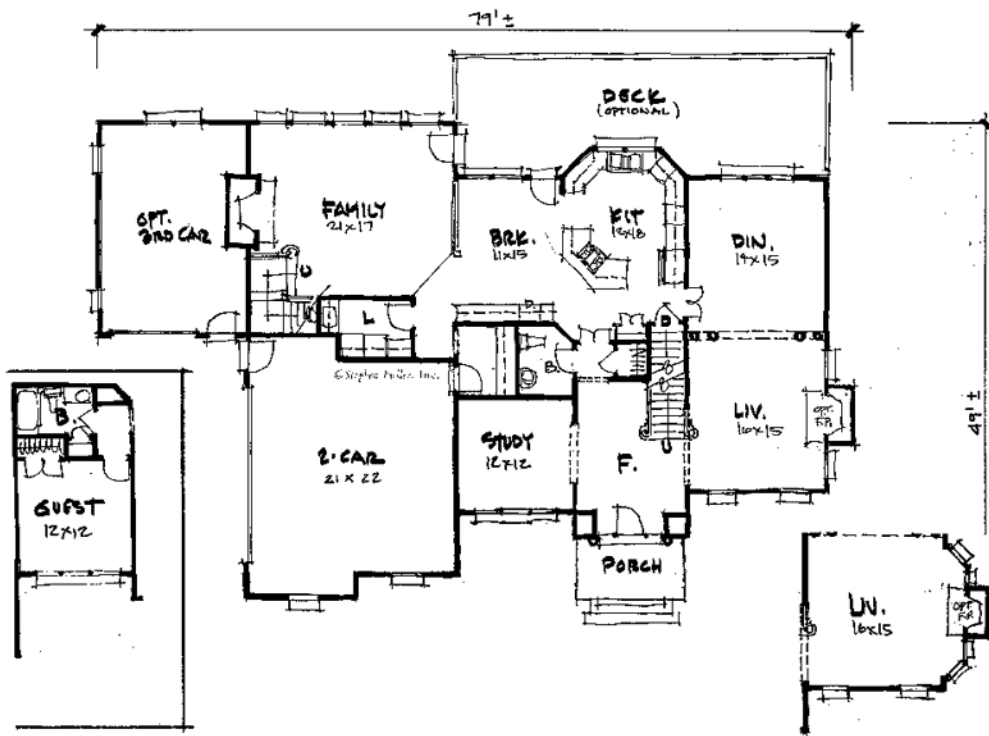 79' ±
DECK
(OPTIONAL)
OPT.
3RD CAR
FAMILY
21x17
BRK.
11x15
KIT
DIN.
14x15
49' ±
U
L
D
B.
B.
LIV.
16x15
OPT.
F.P.
2-CAR
21 x 22
STUDY
12x12
F.
U
GUEST
12x12
PORCH
LIV.
16x15
OPT.
F.P.